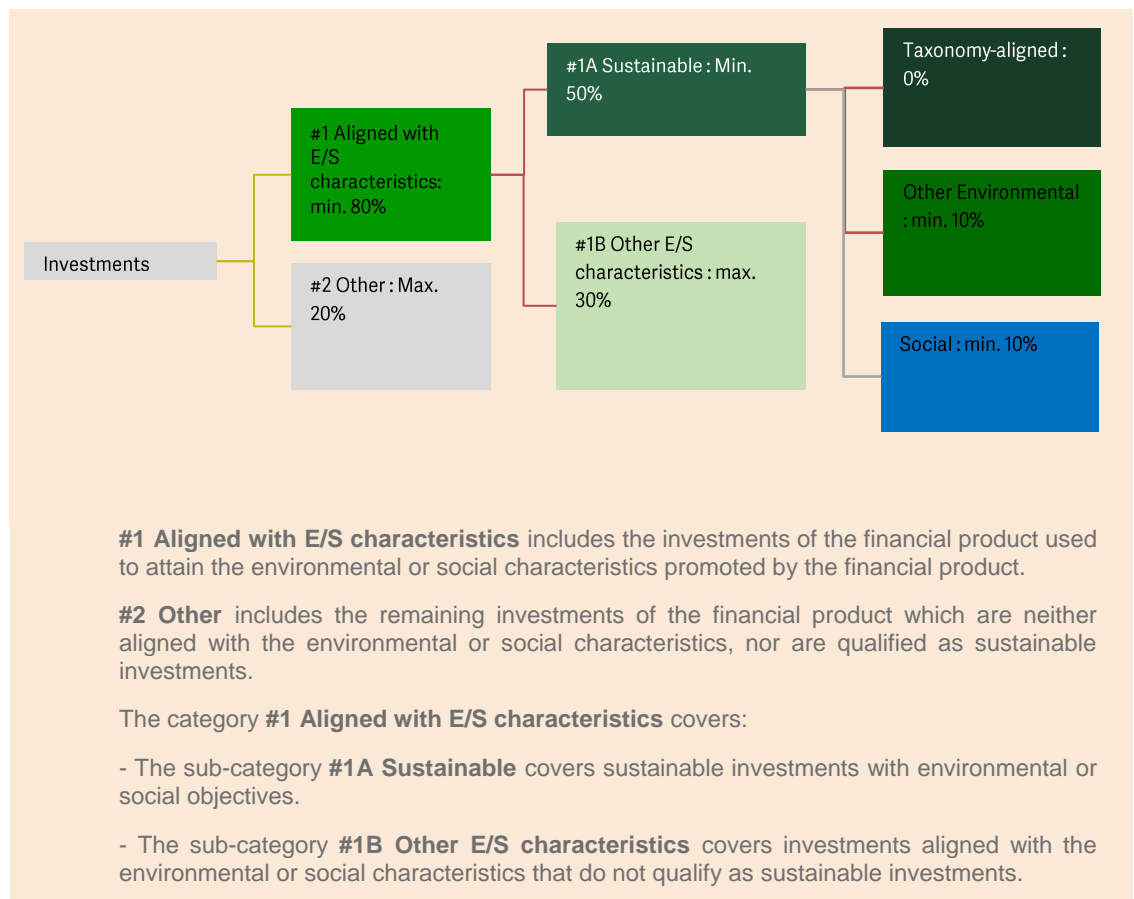 Investments
#1 Aligned with
E/S
characteristics:
min. 80%
#2 Other : Max.
20%
#1A Sustainable : Min.
50%
#1B Other E/S
characteristics : max.
30%
Taxonomy-aligned :
0%
Other Environmental
: min. 10%
Social : min. 10%
#1 Aligned with E/S characteristics includes the investments of the financial product used
to attain the environmental or social characteristics promoted by the financial product.
#2 Other includes the remaining investments of the financial product which are neither
aligned with the environmental or social characteristics, nor are qualified as sustainable
investments.
The category #1 Aligned with E/S characteristics covers:
- The sub-category #1A Sustainable covers sustainable investments with environmental or
social objectives.
- The sub-category #1B Other E/S characteristics covers investments aligned with the
environmental or social characteristics that do not qualify as sustainable investments.